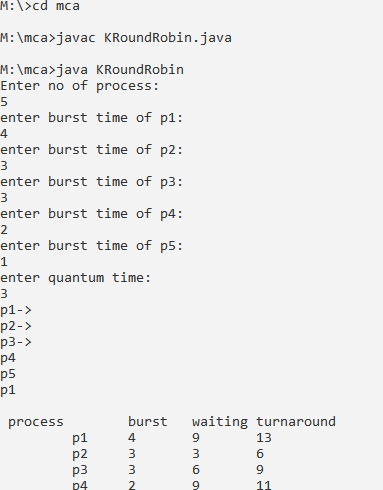 M:\>cd mca
M:\mca>javac KRoundRobin.java
M:\mca>java KRoundRobin
Enter no of process:
5
enter burst time of p1:
4
enter burst time of p2:
3
enter burst time of p3:
3
enter burst time of p4:
2
enter burst time of p5:
1
enter quantum time:
3
p1->
p2->
p3->
p4
p5
p1
process burst waiting turnaround
p1 4 9 13
p2 3 3 6
p3 3 6 9
p4 2 9 11